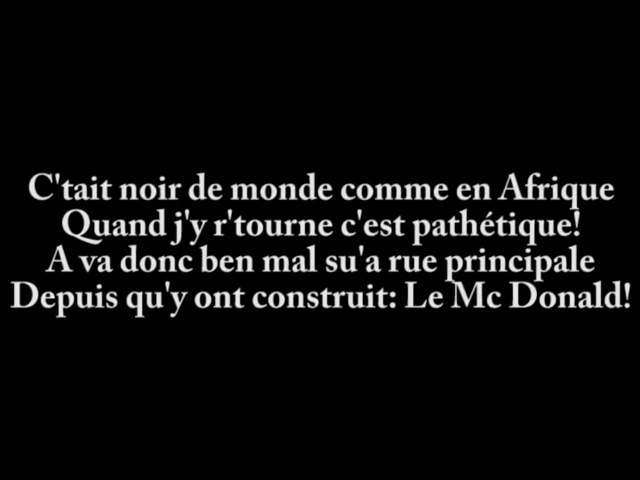 C'tait noir de monde comme en Afrique
Quand j'y r'tourne c'est pathétique!
A va donc ben mal su'a rue principale
Depuis qu'y ont construit: Le Mc Donald!